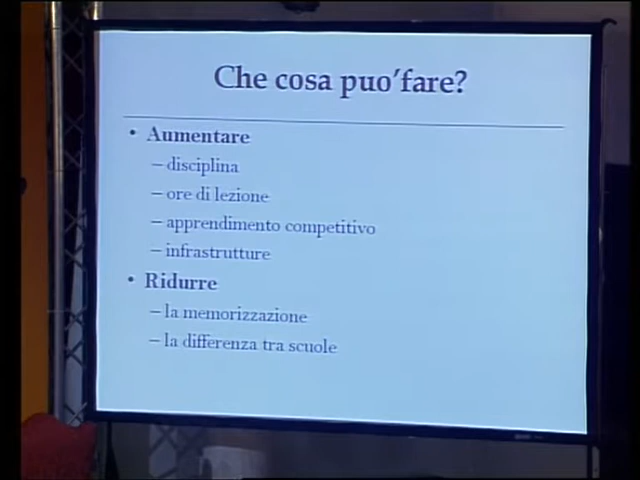 Che cosa puo'fare?
• Aumentare
– disciplina
– ore di lezione
– apprendimento competitivo
– infrastrutture
• Ridurre
– la memorizzazione
– la differenza tra scuole